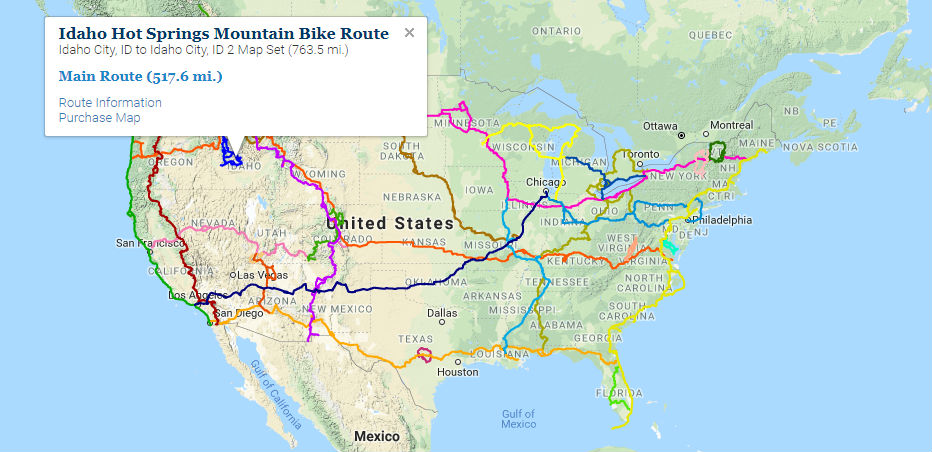 ONTARIO
QUEBEC
Idaho Hot Springs Mountain Bike Route
Idaho City, ID to Idaho City, ID 2 Map Set (763.5 mi.)
Main Route (517.6 mi.)
Route Information
Purchase Map
MINNESOTA
WISCONSIN
MICHIGAN
Ottawa
Montreal
NB
PE
MAINE
NOVA SCOTIA
Toronto
OREGON
IDAHO
WYOMING
SOUTH
DAKOTA
NEW YORK
VT
NH
MA
CT RI
NEBRASKA
IOWA
Chicago
ILLINOIS
INDIANA
OHIO
PENN
Philadelphia
NJ
MD
DE
NEVADA
UTAH
COLORADO
United States
KANSAS
MISSOURI
WEST
VIRGINIA
KENTUCKY
VIRGINIA
San Francisco
CALIFORNIA
Las Vegas
Los Angeles
San Diego
ARIZONA
NEW MEXICO
OKLAHOMA
ARKANSAS
TENNESSEE
NORTH
CAROLINA
SOUTH
CAROLINA
MISSISSIPPI
ALABAMA
GEORGIA
Dallas
TEXAS
LOUISIANA
Houston
FLORIDA
Gulf of
California
Gulf of
Mexico
Mexico